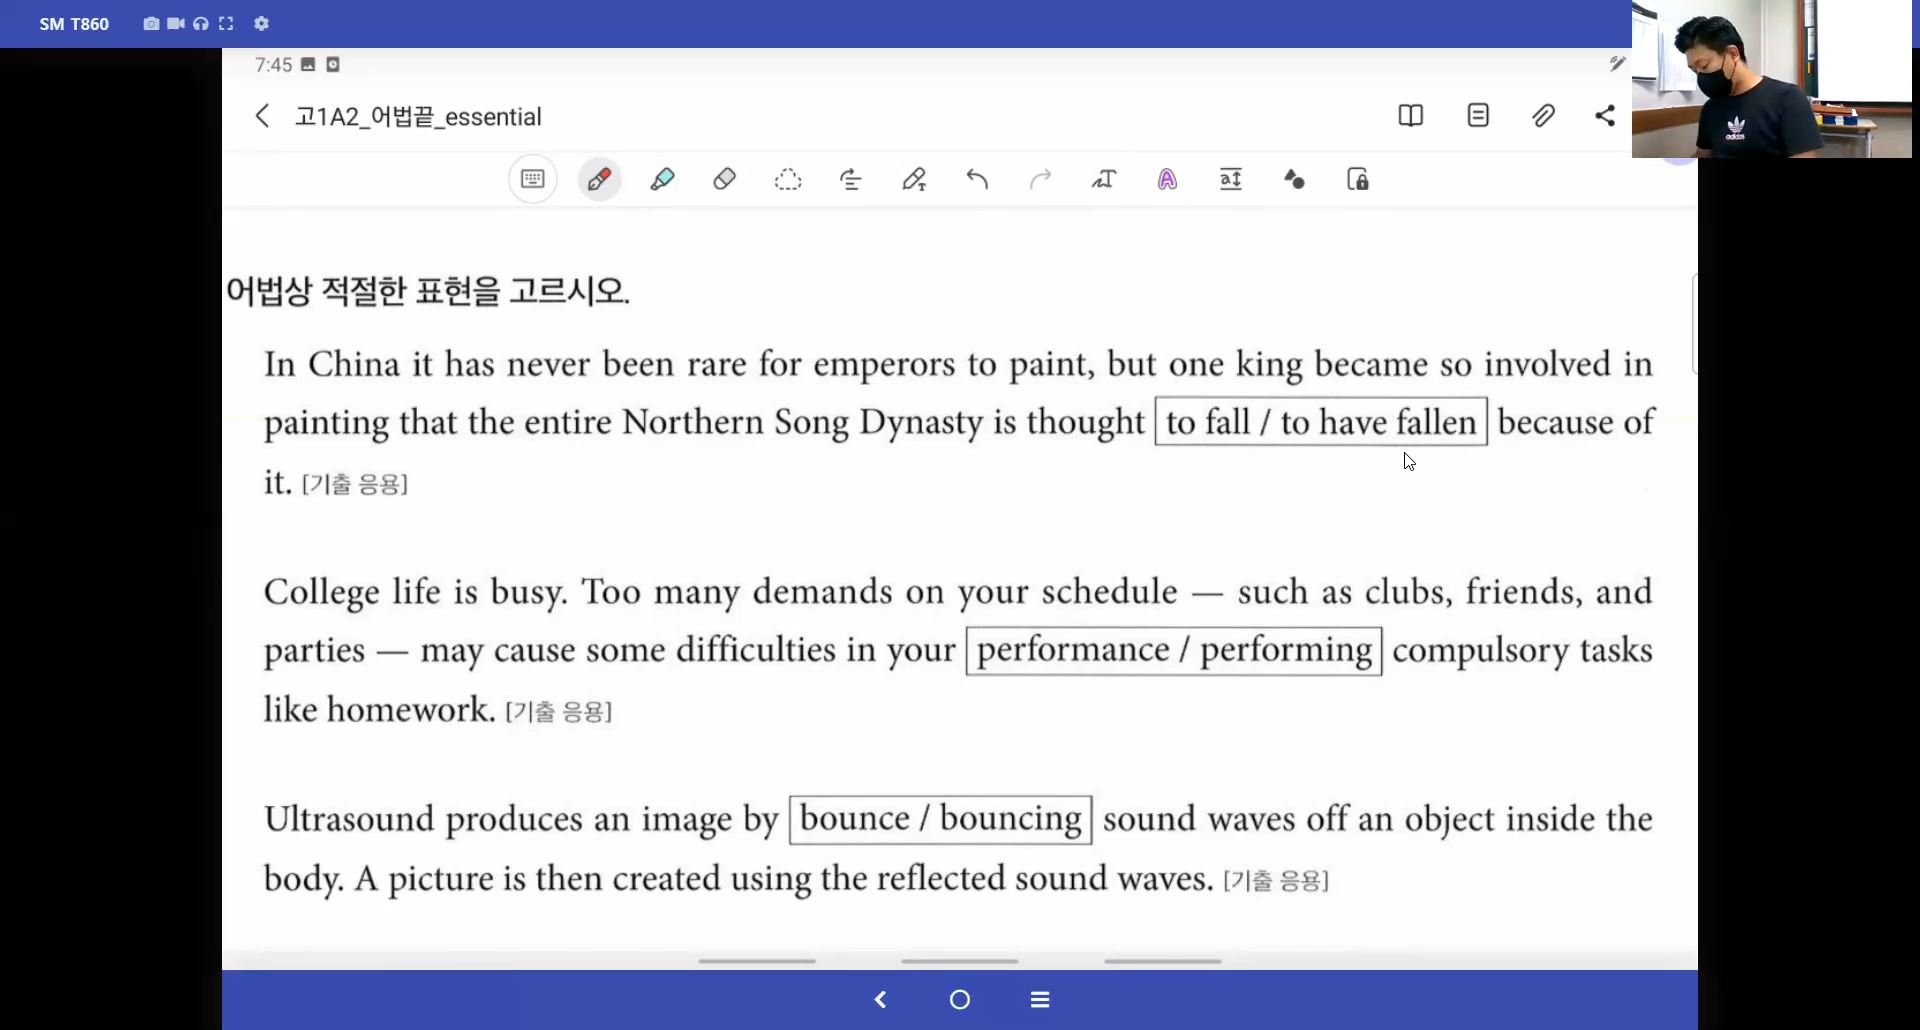 SM T860
7:45
고1A2_어법끝_essential
어법상 적절한 표현을 고르시오.
In China it has never been rare for emperors to paint, but one king became so involved in
painting that the entire Northern Song Dynasty is thought to fall / to have fallen because of
it. [기출 응용]
College life is busy. Too many demands on your schedule — such as clubs, friends, and
parties — may cause some difficulties in your performance / performing compulsory tasks
like homework. [기출 응용]
Ultrasound produces an image by bounce / bouncing sound waves off an object inside the
body. A picture is then created using the reflected sound waves. [기출 응용]
adidas